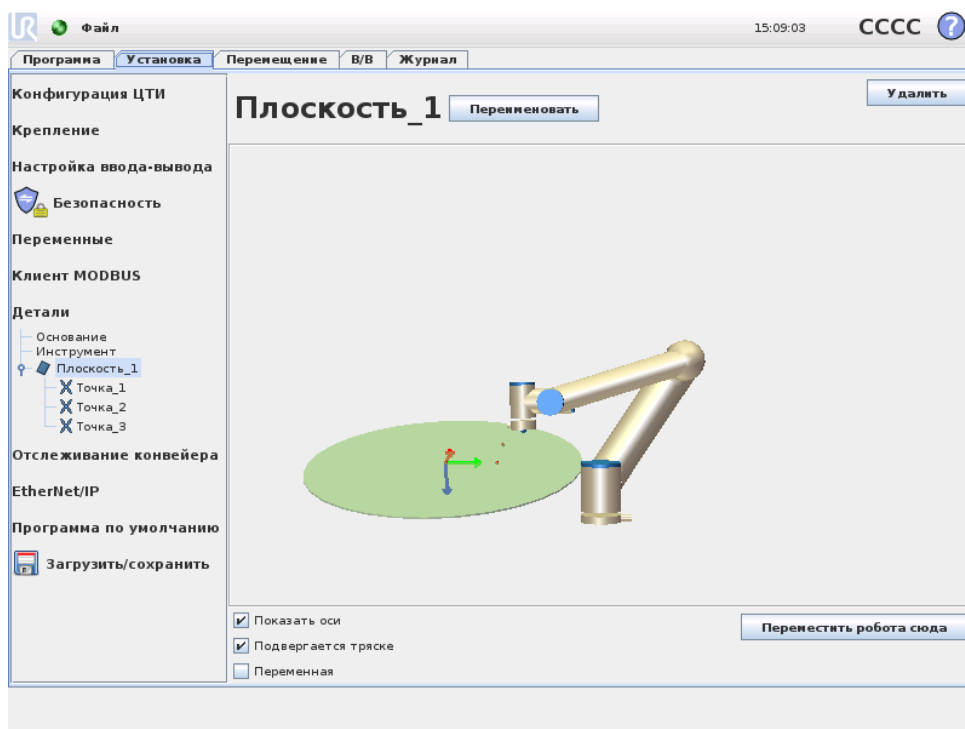 UR Файл 15:09:03 CCCC ?
Программа Установка Перемещение В/В Журнал
Конфигурация ЦТИ
Крепление
Настройка ввода-вывода
Безопасность
Переменные
Клиент MODBUS
Детали
Основание
Инструмент
Плоскость_1
Точка_1
Точка_2
Точка_3
Отслеживание конвейера
EtherNet/IP
Программа по умолчанию
Загрузить/сохранить
Плоскость_1 Переименовать Удалить
Показать оси
Подвергается тряске
Переменная
Переместить робота сюда